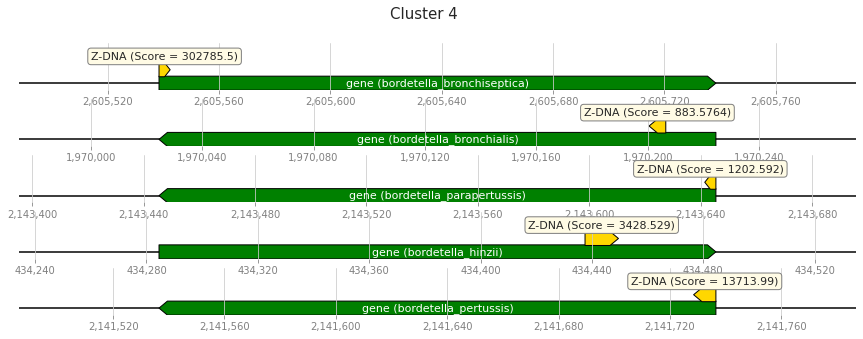 Cluster 4
Z-DNA (Score = 302785.5)
gene (bordetella_bronchiseptica)
2,605,520 2,605,560 2,605,600 2,605,640 2,605,680 2,605,720 2,605,760
Z-DNA (Score = 883.5764)
gene (bordetella_bronchialis)
1,970,000 1,970,040 1,970,080 1,970,120 1,970,160 1,970,200 1,970,240
Z-DNA (Score = 1202.592)
gene (bordetella_parapertussis)
2,143,400 2,143,440 2,143,480 2,143,520 2,143,560 2,143,600 2,143,640 2,143,680
Z-DNA (Score = 3428.529)
gene (bordetella_hinzii)
434,240 434,280 434,320 434,360 434,400 434,440 434,480 434,520
Z-DNA (Score = 13713.99)
gene (bordetella_pertussis)
2,141,520 2,141,560 2,141,600 2,141,640 2,141,680 2,141,720 2,141,760